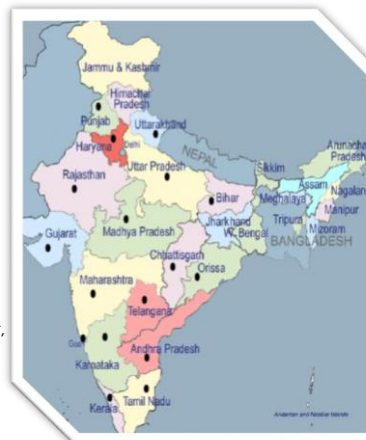 Jammu & Kashmir
Himachal
Pradesh
Punjab
Uttarakhand
Haryana
Delhi
NEPAL
Sikkim
Arunachal
Pradesh
Rajasthan
Uttar Pradesh
Assam
Nagaland
Bihar
Meghalaya
Manipur
Jharkhand
Tripura
Mizoram
Gujarat
Madhya Pradesh
W. Bengal
BANGLADESH
Chhattisgarh
Orissa
Maharashtra
Telangana
,
Goa
Andhra Pradesh
Karnataka
Kerala
Tamil Nadu
Andaman and Nicobar Islands